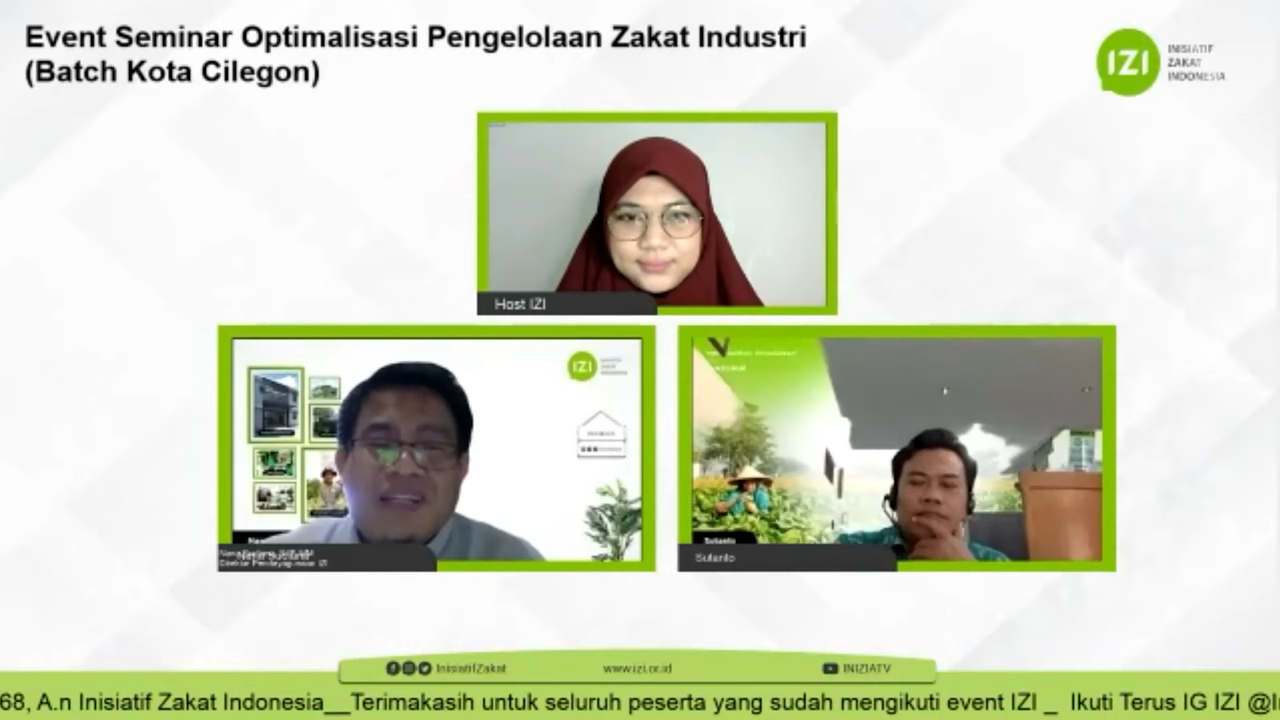 Event Seminar Optimalisasi Pengelolaan Zakat Industri
(Batch Kota Cilegon)
IZI
INISIATIF
ZAKAT
INDONESIA
Host IZI
IZI
Sutanto
Sutanto
InisiatifZakat
www.izi.or.id
INIZIATV
68, A.n Inisiatif Zakat Indonesia__Terimakasih untuk seluruh peserta yang sudah mengikuti event IZI _ Ikuti Terus IG IZI